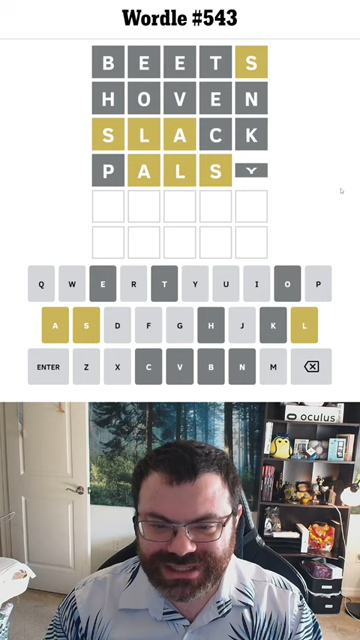 Wordle #543
B E E T S
H O V E N
S L A C K
P A L S Y
Q W E R T Y U I O P
A S D F G H J K L
ENTER Z X C V B N M
oculus